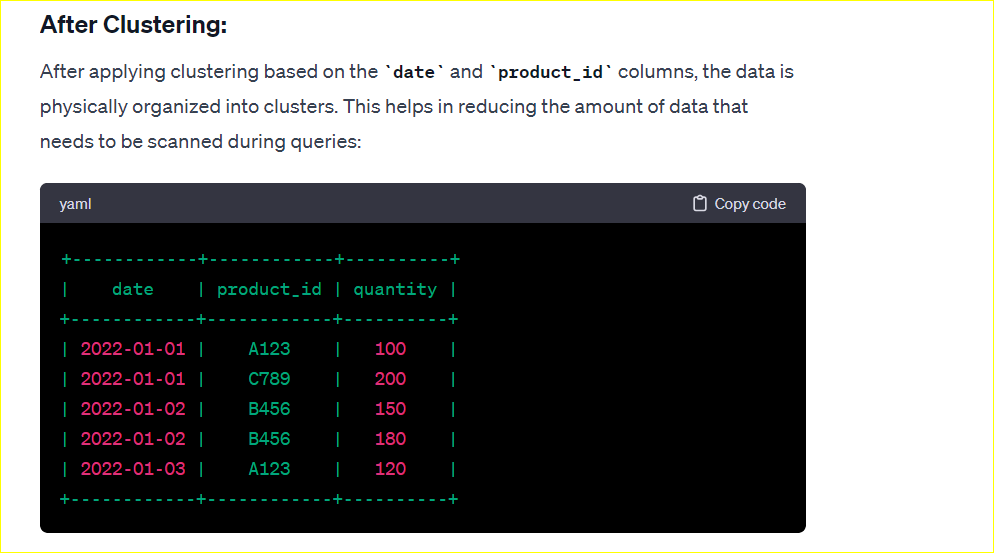 After Clustering:
After applying clustering based on the `date` and `product_id` columns, the data is
physically organized into clusters. This helps in reducing the amount of data that
needs to be scanned during queries:
yaml Copy code
+------------+------------+----------+
|    date    | product_id | quantity |
+------------+------------+----------+
| 2022-01-01 |    A123    |   100    |
| 2022-01-01 |    C789    |   200    |
| 2022-01-02 |    B456    |   150    |
| 2022-01-02 |    B456    |   180    |
| 2022-01-03 |    A123    |   120    |
+------------+------------+----------+